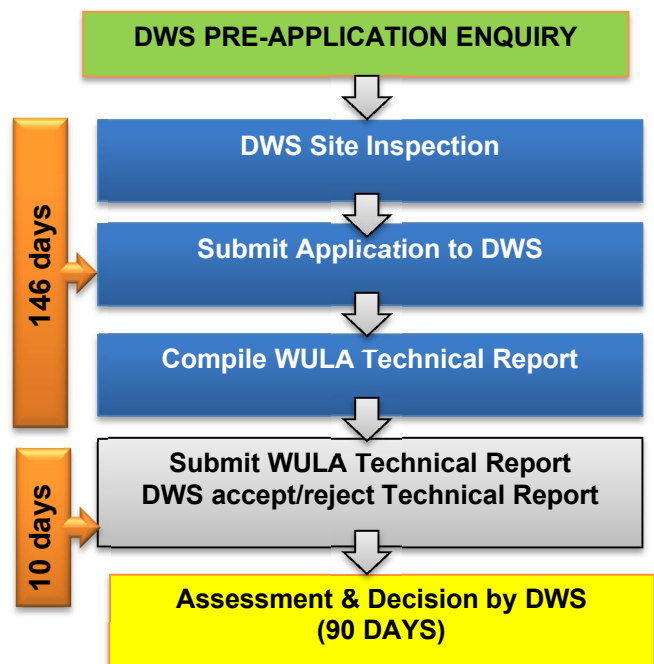 DWS PRE-APPLICATION ENQUIRY
DWS Site Inspection
146 days
Submit Application to DWS
Compile WULA Technical Report
10 days
Submit WULA Technical Report
DWS accept/reject Technical Report
Assessment & Decision by DWS
(90 DAYS)